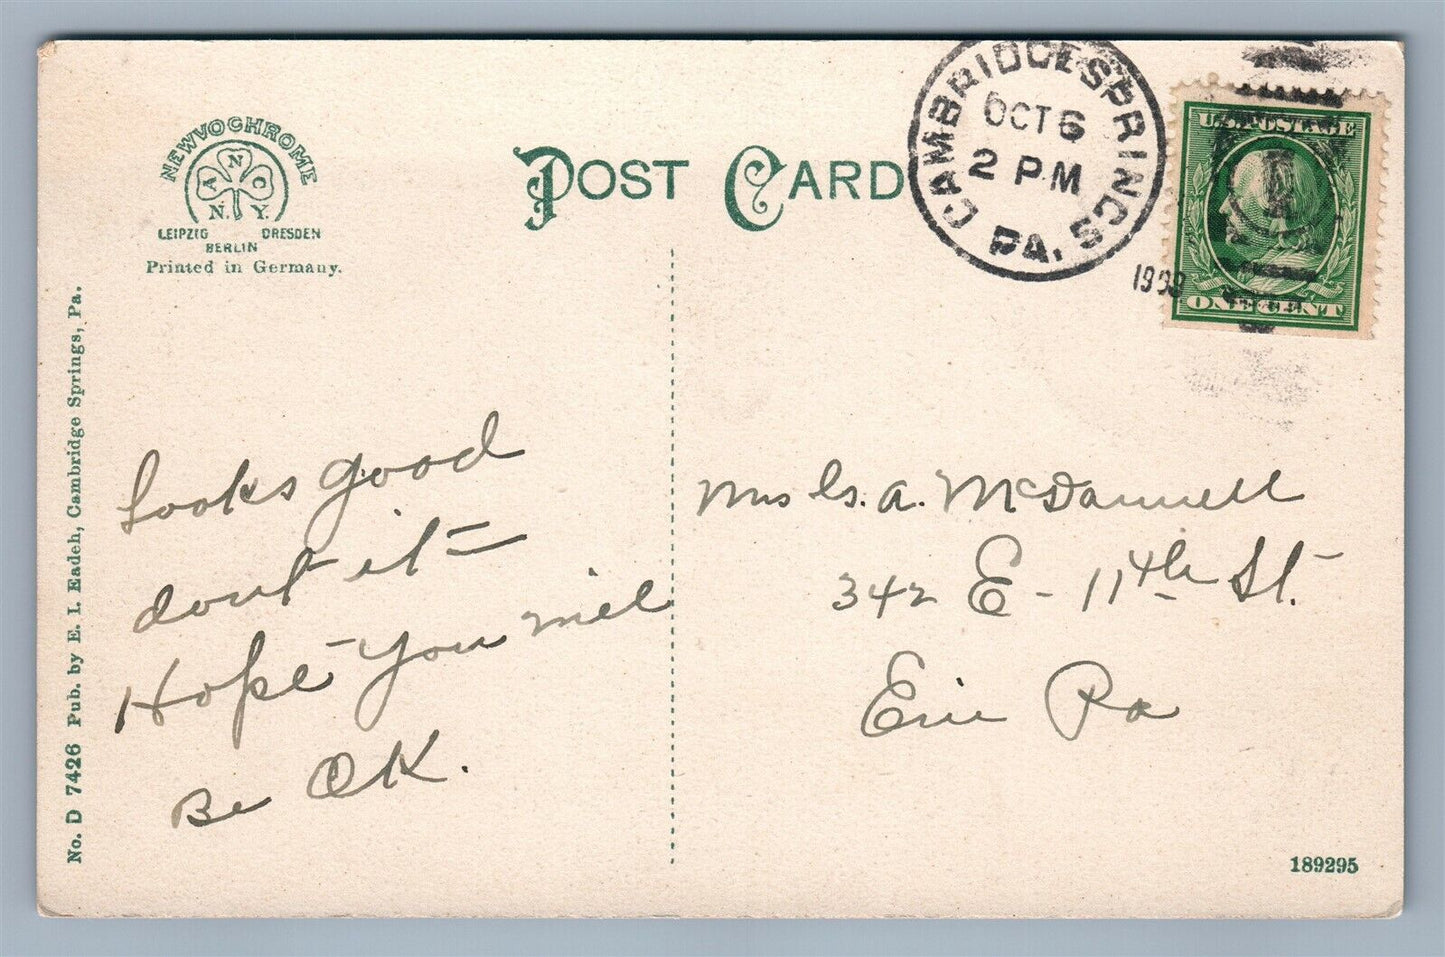 NEWVOCHROME
A N C
N. Y.
LEIPZIG DRESDEN
BERLIN
Printed in Germany.
POST CARD
CAMBRIDGE SPRINGS
OCT 6
2 P.M
PA.
1909
U.S. POSTAGE
ONE CENT
No. D 7426 Pub. by E. I. Eadeh, Cambridge Springs, Pa.
Looks good
dont it =
Hope you will
Be OK.
Mrs G. A. McDannell
342 E - 11th St.
Erie Pa
189295